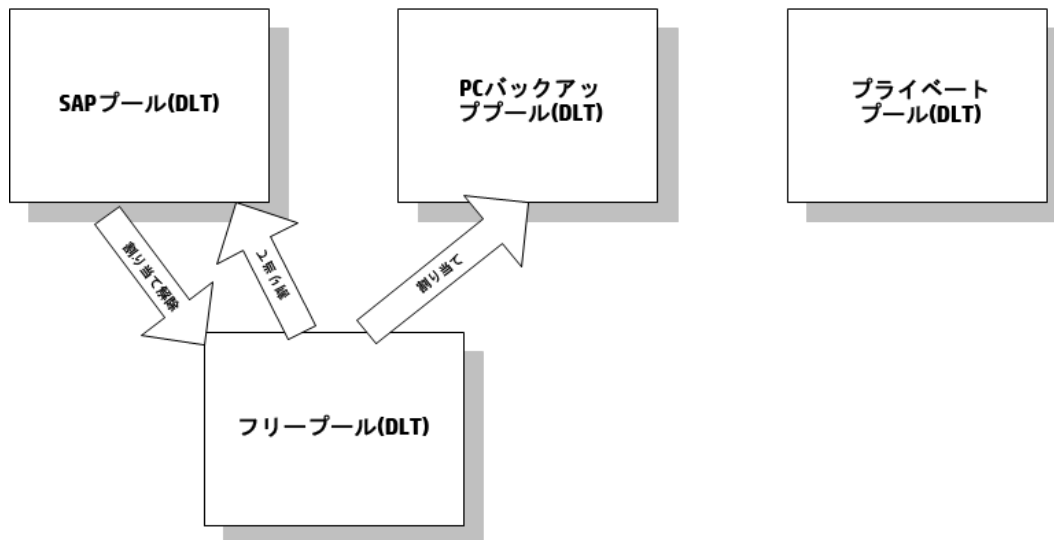 SAPプール(DLT)
PCバックアッ
ププール(DLT)
プライベート
プール(DLT)
割り当て解除
割り当て
割り当て
フリープール(DLT)